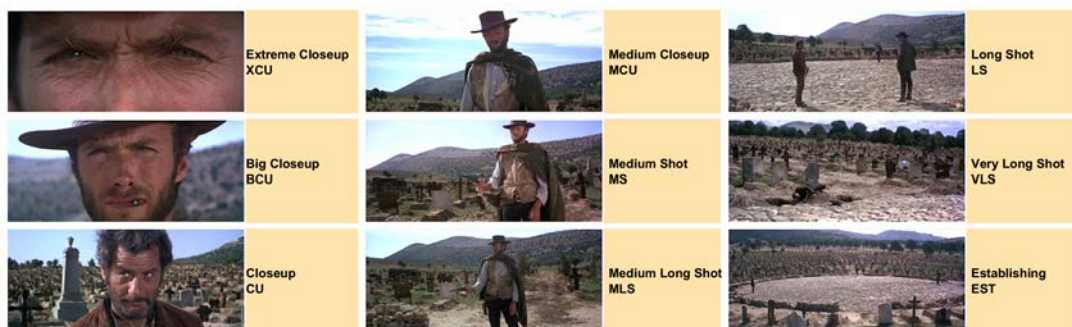 Extreme Closeup
XCU
Medium Closeup
MCU
Long Shot
LS
Big Closeup
BCU
Medium Shot
MS
Very Long Shot
VLS
Closeup
CU
Medium Long Shot
MLS
Establishing
EST